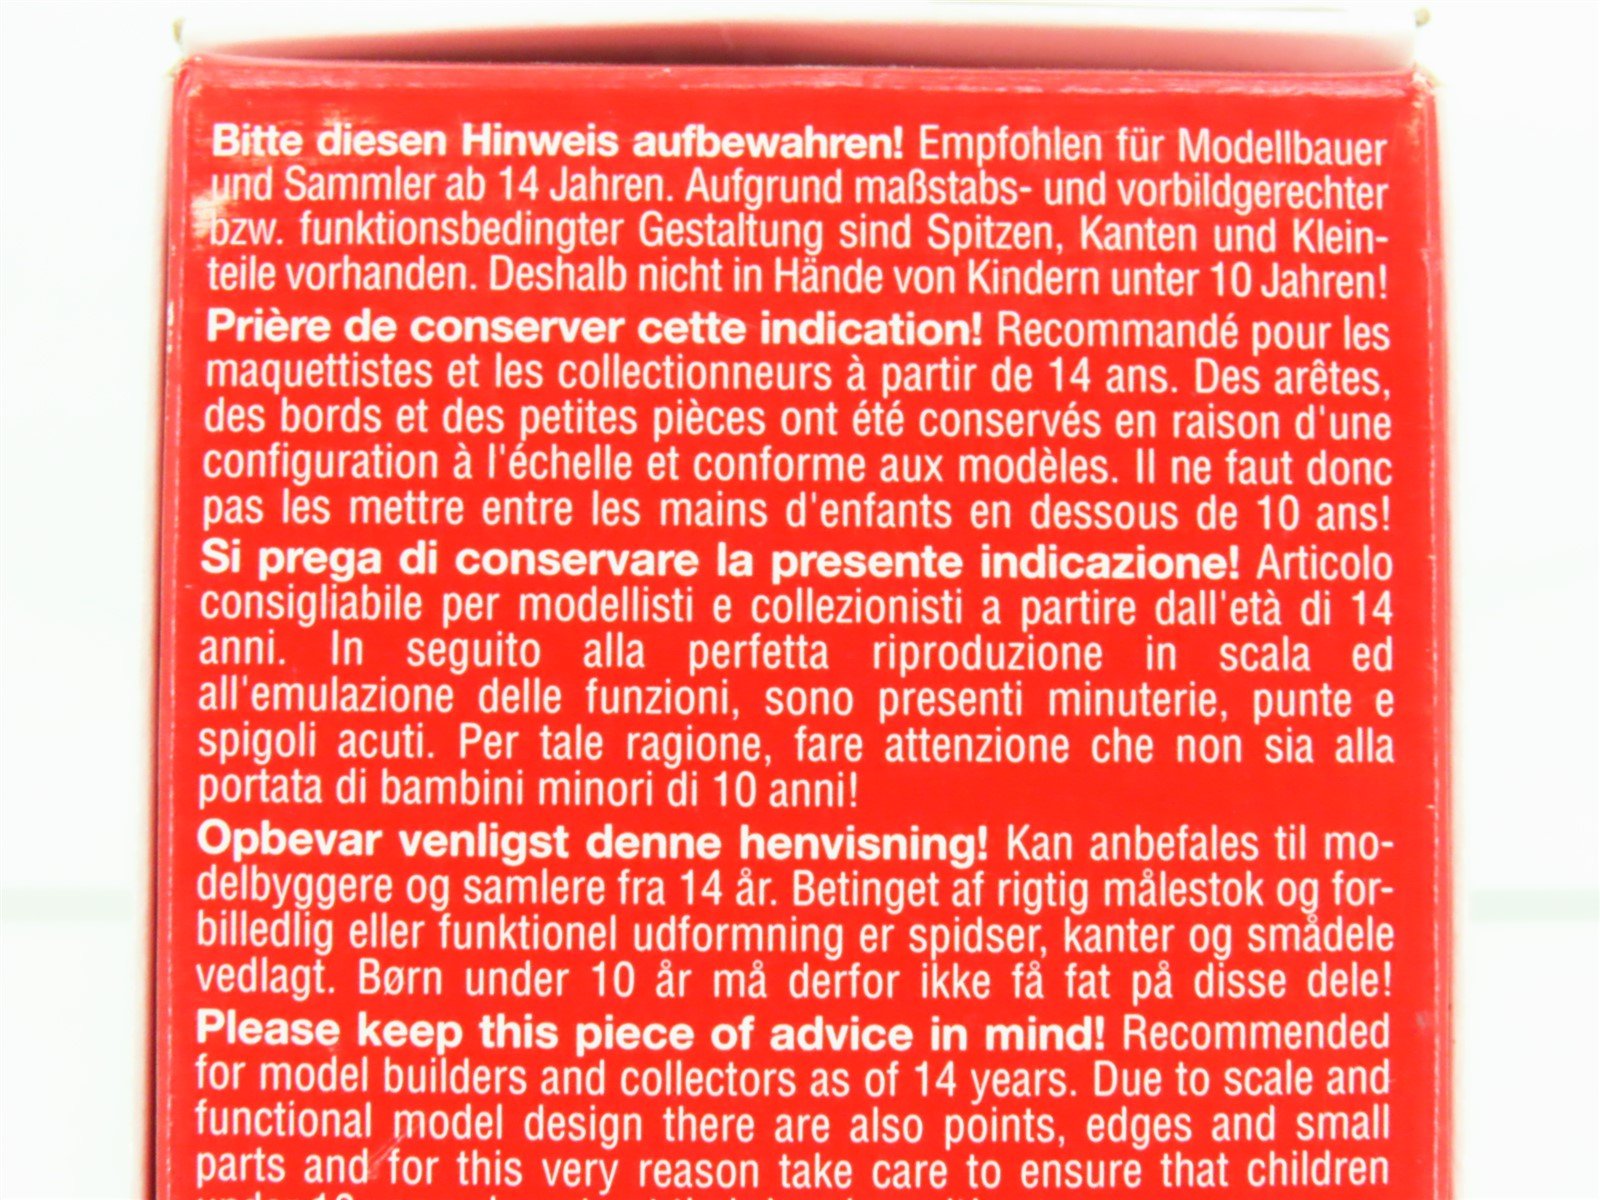 Bitte diesen Hinweis aufbewahren! Empfohlen für Modellbauer
und Sammler ab 14 Jahren. Aufgrund maßstabs- und vorbildgerechter
bzw. funktionsbedingter Gestaltung sind Spitzen, Kanten und Klein-
teile vorhanden. Deshalb nicht in Hände von Kindern unter 10 Jahren!
Prière de conserver cette indication! Recommandé pour les
maquettistes et les collectionneurs à partir de 14 ans. Des arêtes,
des bords et des petites pièces ont été conservés en raison d'une
configuration à l'échelle et conforme aux modèles. Il ne faut donc
pas les mettre entre les mains d'enfants en dessous de 10 ans!
Si prega di conservare la presente indicazione! Articolo
consigliabile per modellisti e collezionisti a partire dall'età di 14
anni. In seguito alla perfetta riproduzione in scala ed
all'emulazione delle funzioni, sono presenti minuterie, punte e
spigoli acuti. Per tale ragione, fare attenzione che non sia alla
portata di bambini minori di 10 anni!
Opbevar venligst denne henvisning! Kan anbefales til mo-
delbyggere og samlere fra 14 år. Betinget af rigtig målestok og for-
billedlig eller funktionel udformning er spidser, kanter og smådele
vedlagt. Børn under 10 år må derfor ikke få fat på disse dele!
Please keep this piece of advice in mind! Recommended
for model builders and collectors as of 14 years. Due to scale and
functional model design there are also points, edges and small
parts and for this very reason take care to ensure that children
under 10